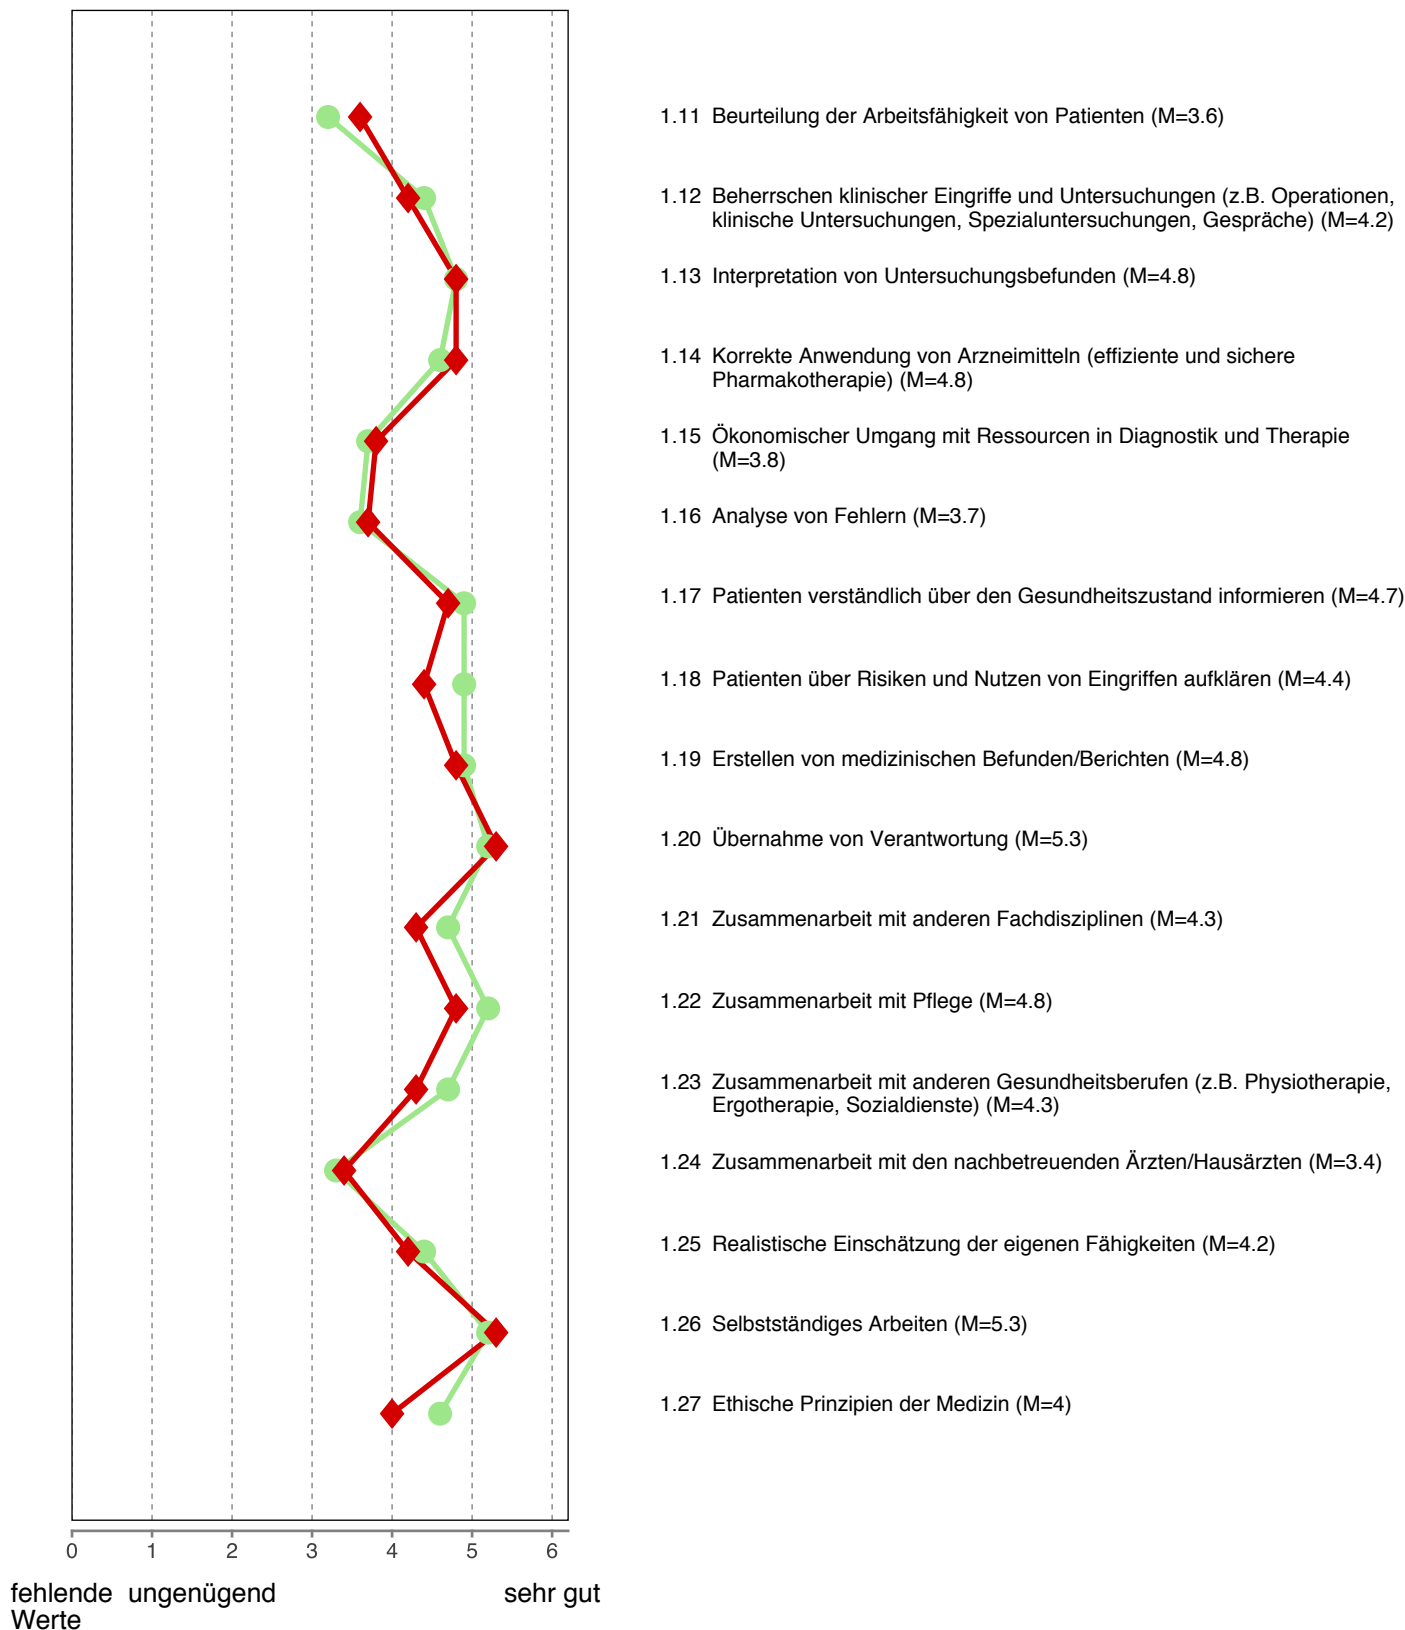 1.11 Beurteilung der Arbeitsfähigkeit von Patienten (M=3.6)
1.12 Beherrschen klinischer Eingriffe und Untersuchungen (z.B. Operationen,
klinische Untersuchungen, Spezialuntersuchungen, Gespräche) (M=4.2)
1.13 Interpretation von Untersuchungsbefunden (M=4.8)
1.14 Korrekte Anwendung von Arzneimitteln (effiziente und sichere
Pharmakotherapie) (M=4.8)
1.15 Ökonomischer Umgang mit Ressourcen in Diagnostik und Therapie
(M=3.8)
1.16 Analyse von Fehlern (M=3.7)
1.17 Patienten verständlich über den Gesundheitszustand informieren (M=4.7)
1.18 Patienten über Risiken und Nutzen von Eingriffen aufklären (M=4.4)
1.19 Erstellen von medizinischen Befunden/Berichten (M=4.8)
1.20 Übernahme von Verantwortung (M=5.3)
1.21 Zusammenarbeit mit anderen Fachdisziplinen (M=4.3)
1.22 Zusammenarbeit mit Pflege (M=4.8)
1.23 Zusammenarbeit mit anderen Gesundheitsberufen (z.B. Physiotherapie,
Ergotherapie, Sozialdienste) (M=4.3)
1.24 Zusammenarbeit mit den nachbetreuenden Ärzten/Hausärzten (M=3.4)
1.25 Realistische Einschätzung der eigenen Fähigkeiten (M=4.2)
1.26 Selbstständiges Arbeiten (M=5.3)
1.27 Ethische Prinzipien der Medizin (M=4)
0 1 2 3 4 5 6
fehlende ungenügend sehr gut
Werte